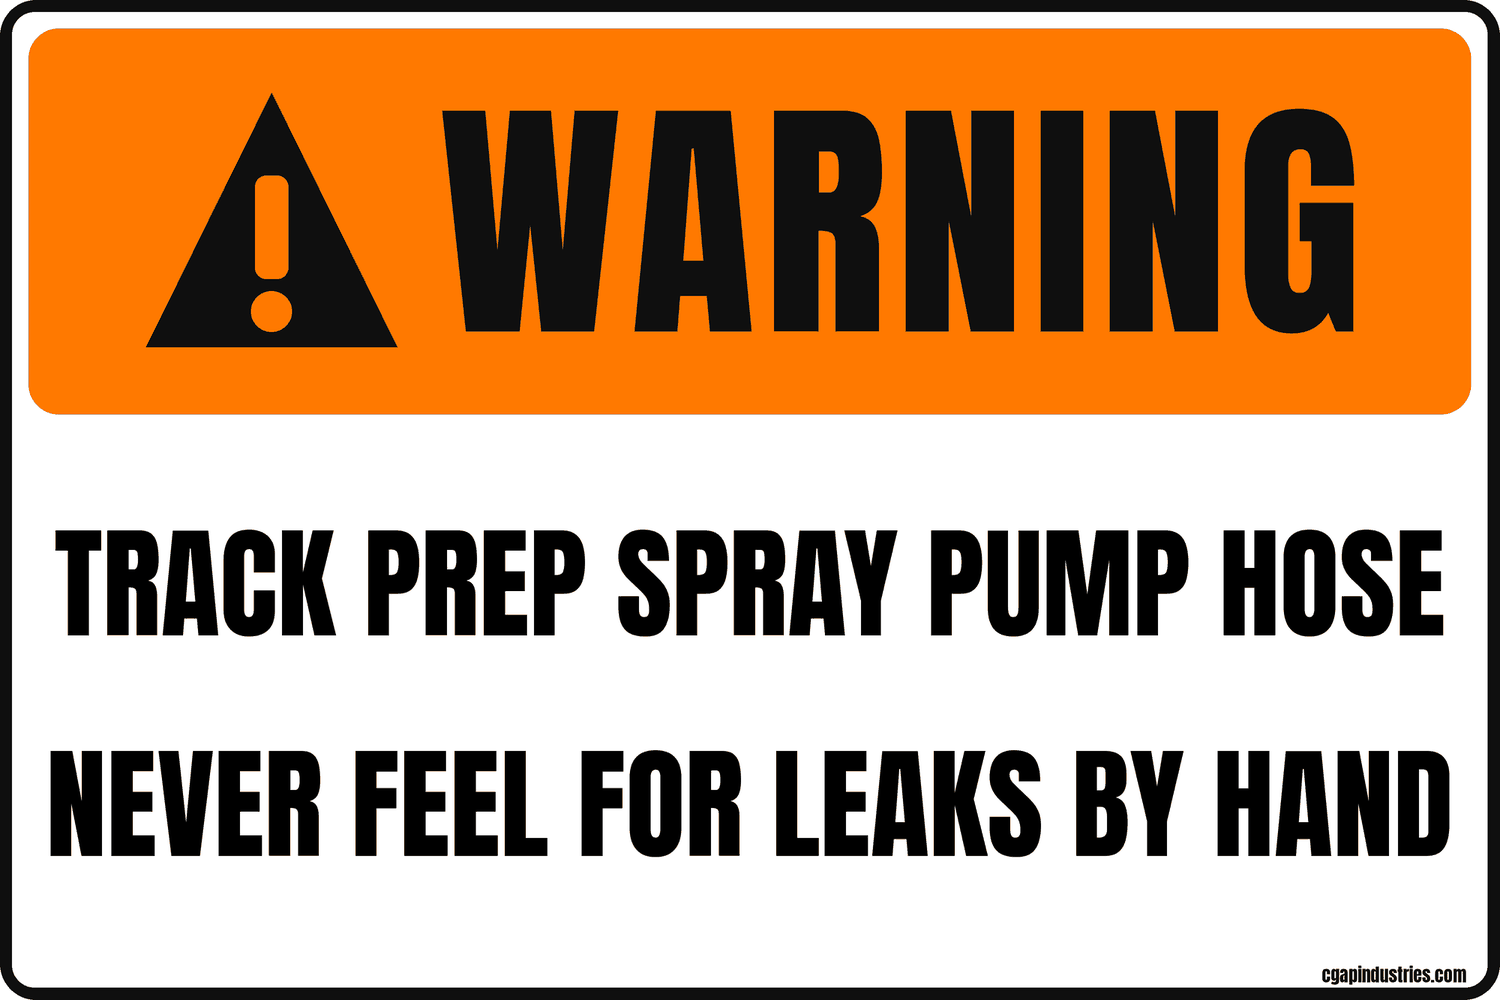 WARNING
TRACK PREP SPRAY PUMP HOSE
NEVER FEEL FOR LEAKS BY HAND
cgapindustries.com